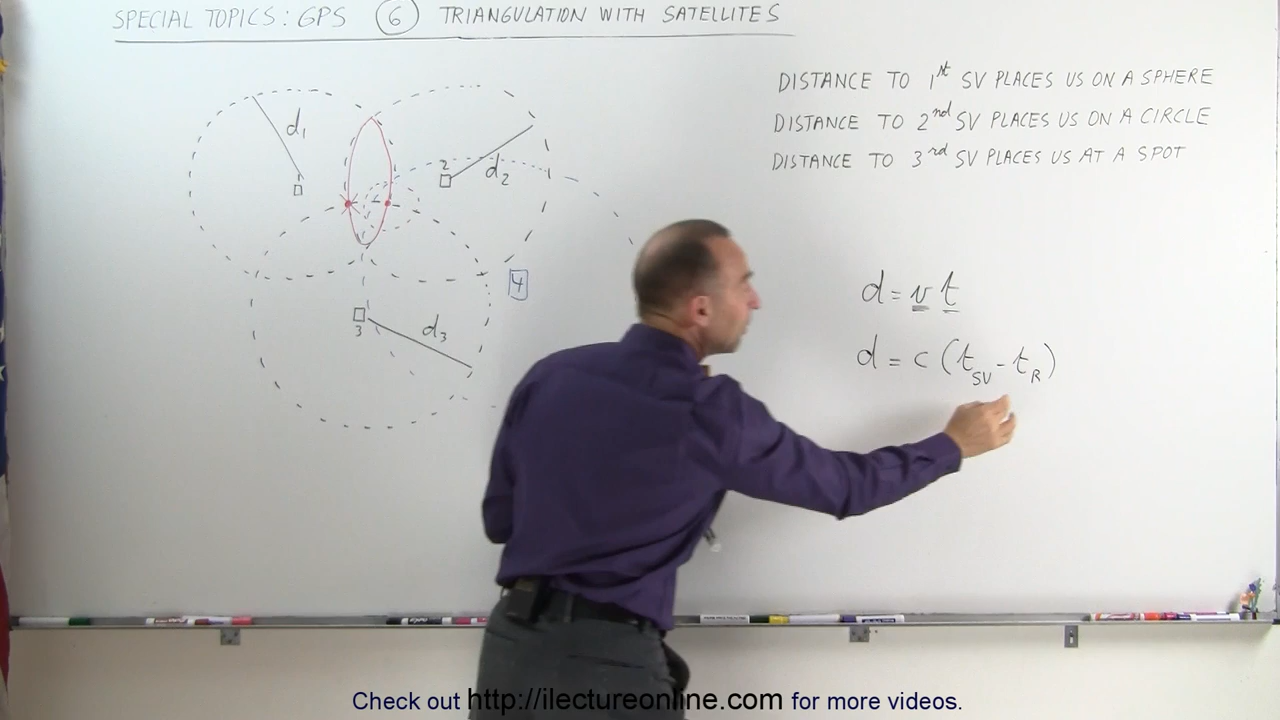 SPECIAL TOPICS: GPS 6 TRIANGULATION WITH SATELLITES
DISTANCE TO 1st SV PLACES US ON A SPHERE
DISTANCE TO 2nd SV PLACES US ON A CIRCLE
DISTANCE TO 3rd SV PLACES US AT A SPOT
d1
2
d2
4
3
d3
d = v t
d = c (tSV - tR)
Check out http://ilectureonline.com for more videos.